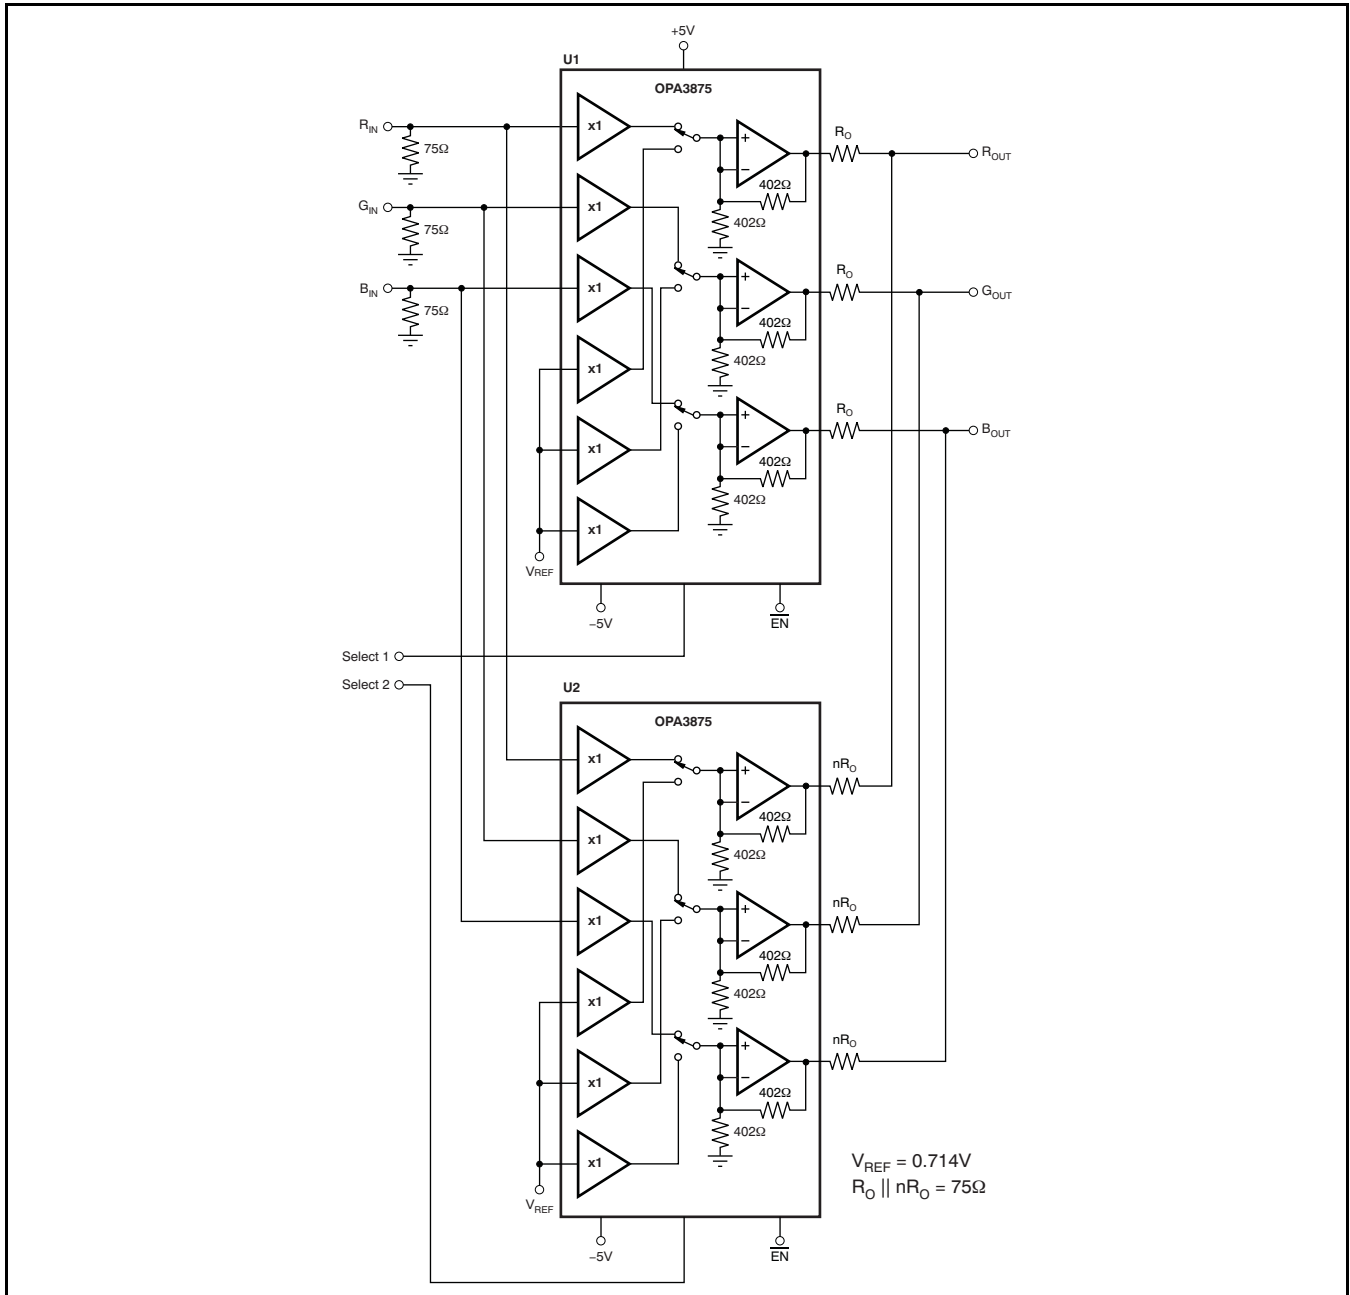 +5V
U1
OPA3875
R_IN
75Ω
x1
+
−
402Ω
402Ω
R_O
R_OUT
G_IN
75Ω
x1
+
−
402Ω
402Ω
R_O
G_OUT
B_IN
75Ω
x1
x1
+
−
402Ω
402Ω
R_O
B_OUT
x1
x1
V_REF
−5V
EN
Select 1
Select 2
U2
OPA3875
x1
+
−
402Ω
402Ω
nR_O
x1
+
−
402Ω
402Ω
nR_O
x1
x1
+
−
402Ω
402Ω
nR_O
x1
x1
V_REF
−5V
EN
V_REF = 0.714V
R_O || nR_O = 75Ω